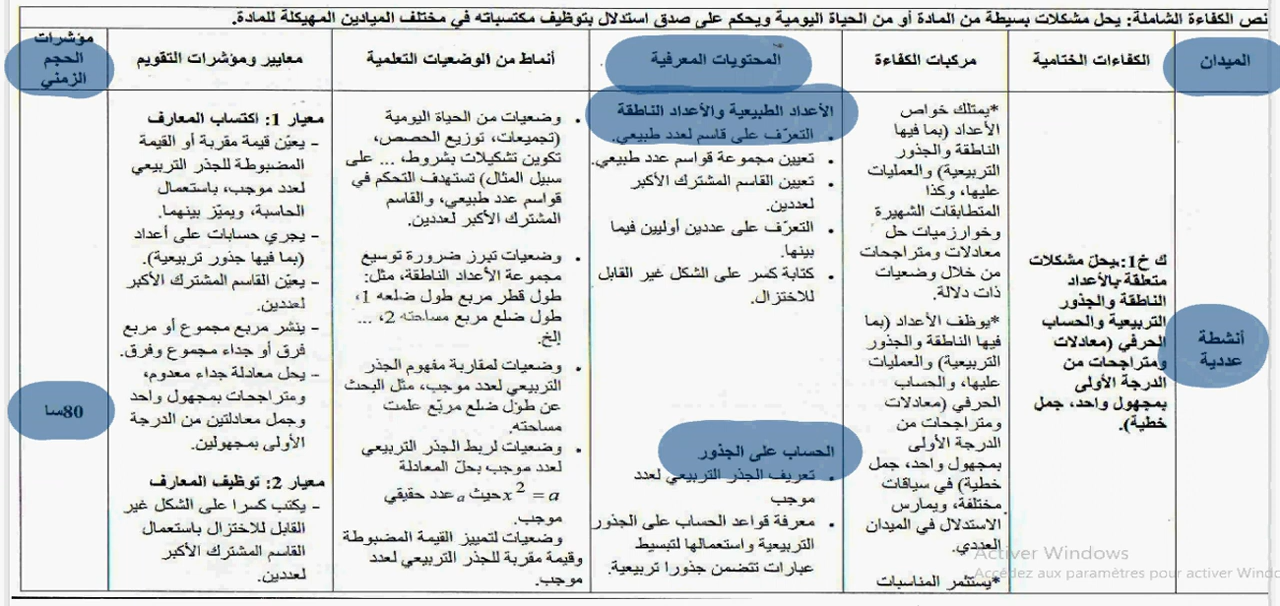 نص الكفاءة الشاملة: يحل مشكلات بسيطة من المادة أو من الحياة اليومية ويحكم على صدق استدلال بتوظيف مكتسباته في مختلف الميادين المهيكلة للمادة.
الميدان
الكفاءات الختامية
مركبات الكفاءة
المحتويات المعرفية
أنماط من الوضعيات التعلمية
معايير ومؤشرات التقويم
مؤشرات
الحجم
الزمني
أنشطة
عددية
ك خ1: يحل مشكلات
متعلقة بالأعداد
الناطقة والجذور
التربيعية والحساب
الحرفي (معادلات
ومتراجحات من
الدرجة الأولى
بمجهول واحد، جمل
خطية).
*يمتلك خواص
الأعداد (بما فيها
الناطقة والجذور
التربيعية) والعمليات
عليها، وكذا
المتطابقات الشهيرة
وخوارزميات حل
معادلات ومتراجحات
من خلال وضعيات
ذات دلالة.
*يوظف الأعداد (بما
فيها الناطقة والجذور
التربيعية) والعمليات
عليها، والحساب
الحرفي (معادلات
ومتراجحات من
الدرجة الأولى
بمجهول واحد، جمل
خطية) في سياقات
مختلفة، ويمارس
الاستدلال في الميدان
العددي.
*يستثمر المناسبات
الأعداد الطبيعية والأعداد الناطقة
• التعرّف على قاسم لعدد طبيعي.
• تعيين مجموعة قواسم عدد طبيعي.
• تعيين القاسم المشترك الأكبر
لعددين.
• التعرّف على عددين أوليين فيما
بينها.
• كتابة كسر على الشكل غير القابل
للاختزال.
الحساب على الجذور
• تعريف الجذر التربيعي لعدد
موجب
• معرفة قواعد الحساب على الجذور
التربيعية واستعمالها لتبسيط
عبارات تتضمن جذورا تربيعية.
• وضعيات من الحياة اليومية
(تجميعات، توزيع الحصص،
تكوين تشكيلات بشروط، ... على
سبيل المثال) تستهدف التحكم في
قواسم عدد طبيعي، والقاسم
المشترك الأكبر لعددين.
• وضعيات تبرز ضرورة توسيع
مجموعة الأعداد الناطقة، مثل:
طول قطر مربع طول ضلعه 1،
طول ضلع مربع مساحته 2، ...
إلخ.
• وضعيات لمقاربة مفهوم الجذر
التربيعي لعدد موجب، مثل البحث
عن طول ضلع مربّع علمت
مساحته.
• وضعيات لربط الجذر التربيعي
لعدد موجب بحلّ المعادلة
x² = a حيث a عدد حقيقي
موجب.
وضعيات لتمييز القيمة المضبوطة
وقيمة مقربة للجذر التربيعي لعدد
موجب.
معيار 1: اكتساب المعارف
- يعيّن قيمة مقربة أو القيمة
المضبوطة للجذر التربيعي
لعدد موجب، باستعمال
الحاسبة، ويميّز بينهما.
- يجري حسابات على أعداد
(بما فيها جذور تربيعية).
- يعيّن القاسم المشترك الأكبر
لعددين.
- ينشر مربع مجموع أو مربع
فرق أو جداء مجموع وفرق.
- يحل معادلة جداء معدوم،
ومتراجحات بمجهول واحد
وجمل معادلتين من الدرجة
الأولى بمجهولين.
معيار 2: توظيف المعارف
- يكتب كسرا على الشكل غير
القابل للاختزال باستعمال
القاسم المشترك الأكبر
لعددين.
80سا
Activer Windows
Accédez aux paramètres pour activer Windo